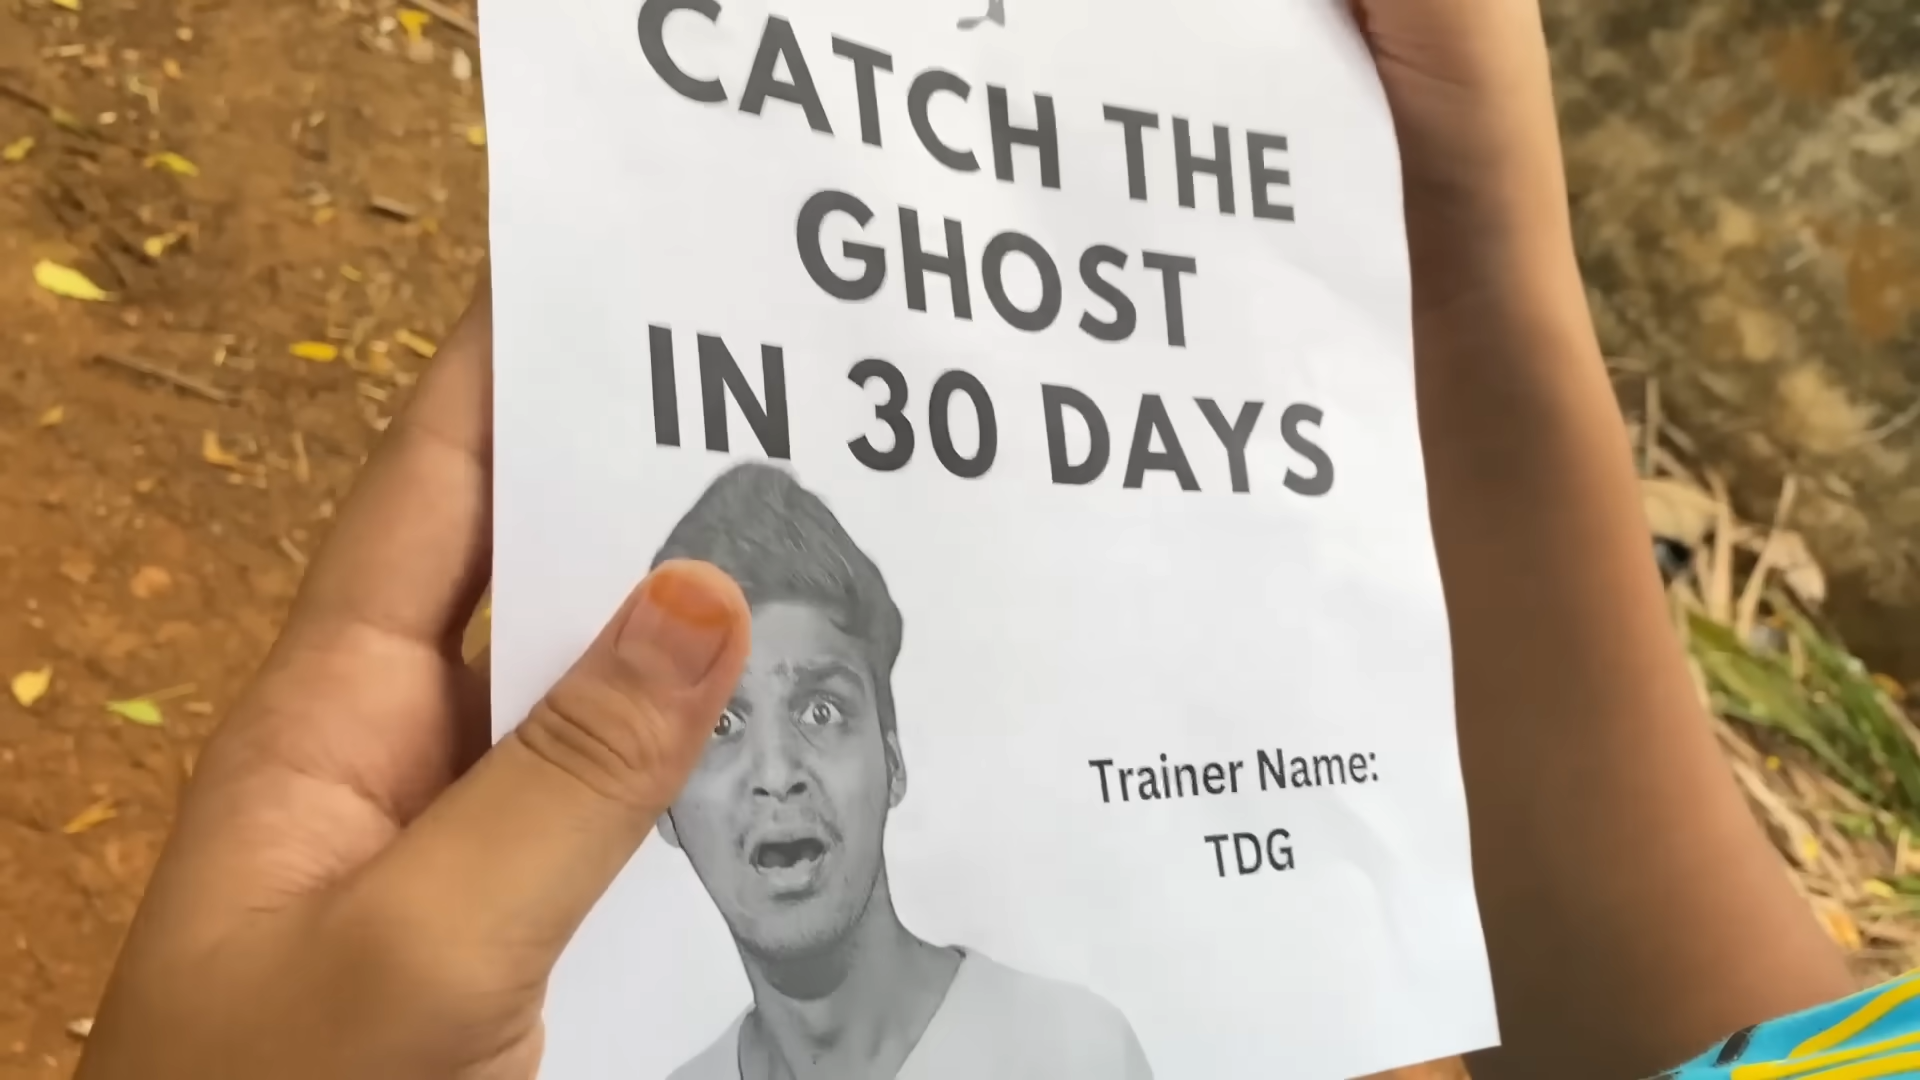 CATCH THE
GHOST
IN 30 DAYS
Trainer Name:
TDG